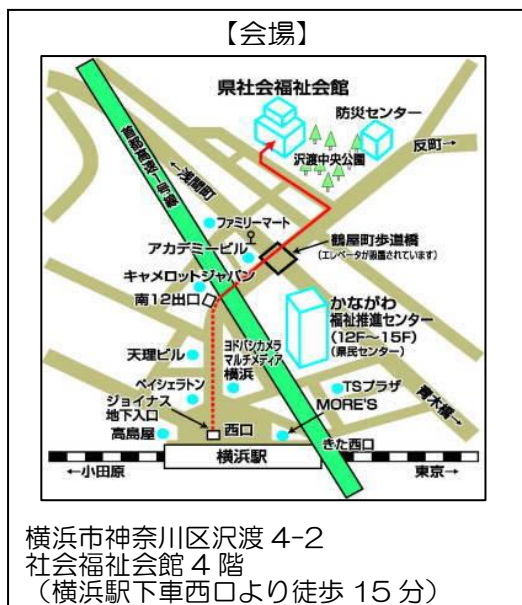 【会場】
県社会福祉会館
防災センター
反町→
沢渡中央公園
首都高速1号線
←浅間町
ファミリーマート
アカデミービル
鶴屋町歩道橋
(エレベータが設置されています)
キャメロットジャパン
南12出口
かながわ
福祉推進センター
(12F~15F)
(県民センター)
天理ビル
ヨドバシカメラ
マルチメディア
横浜
ベイシェラトン
TSプラザ
青木橋→
ジョイナス
地下入口
MORE'S
高島屋
西口
きた西口
横浜駅
←小田原
東京→
横浜市神奈川区沢渡 4-2
社会福祉会館 4 階
(横浜駅下車西口より徒歩 15 分)